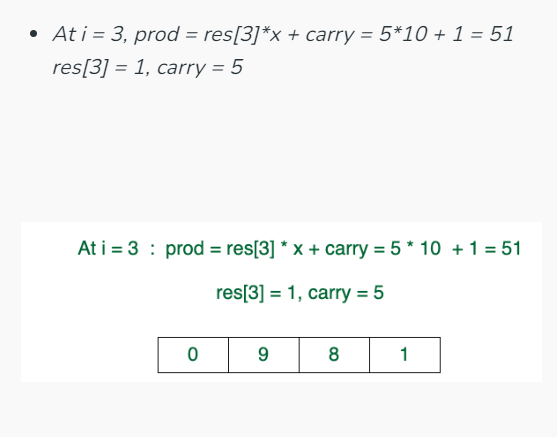 • At i = 3, prod = res[3]*x + carry = 5*10 + 1 = 51
res[3] = 1, carry = 5
At i = 3 : prod = res[3] * x + carry = 5 * 10 + 1 = 51
res[3] = 1, carry = 5
0 9 8 1